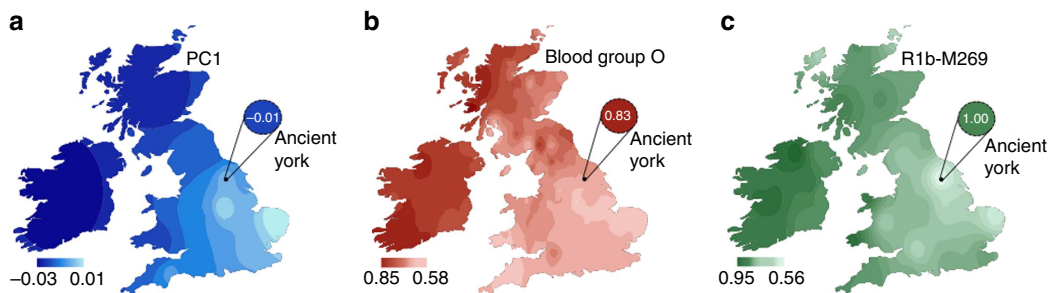 a
PC1
−0.01
Ancient
york
−0.03 0.01
b
Blood group O
0.83
Ancient
york
0.85 0.58
c
R1b-M269
1.00
Ancient
york
0.95 0.56